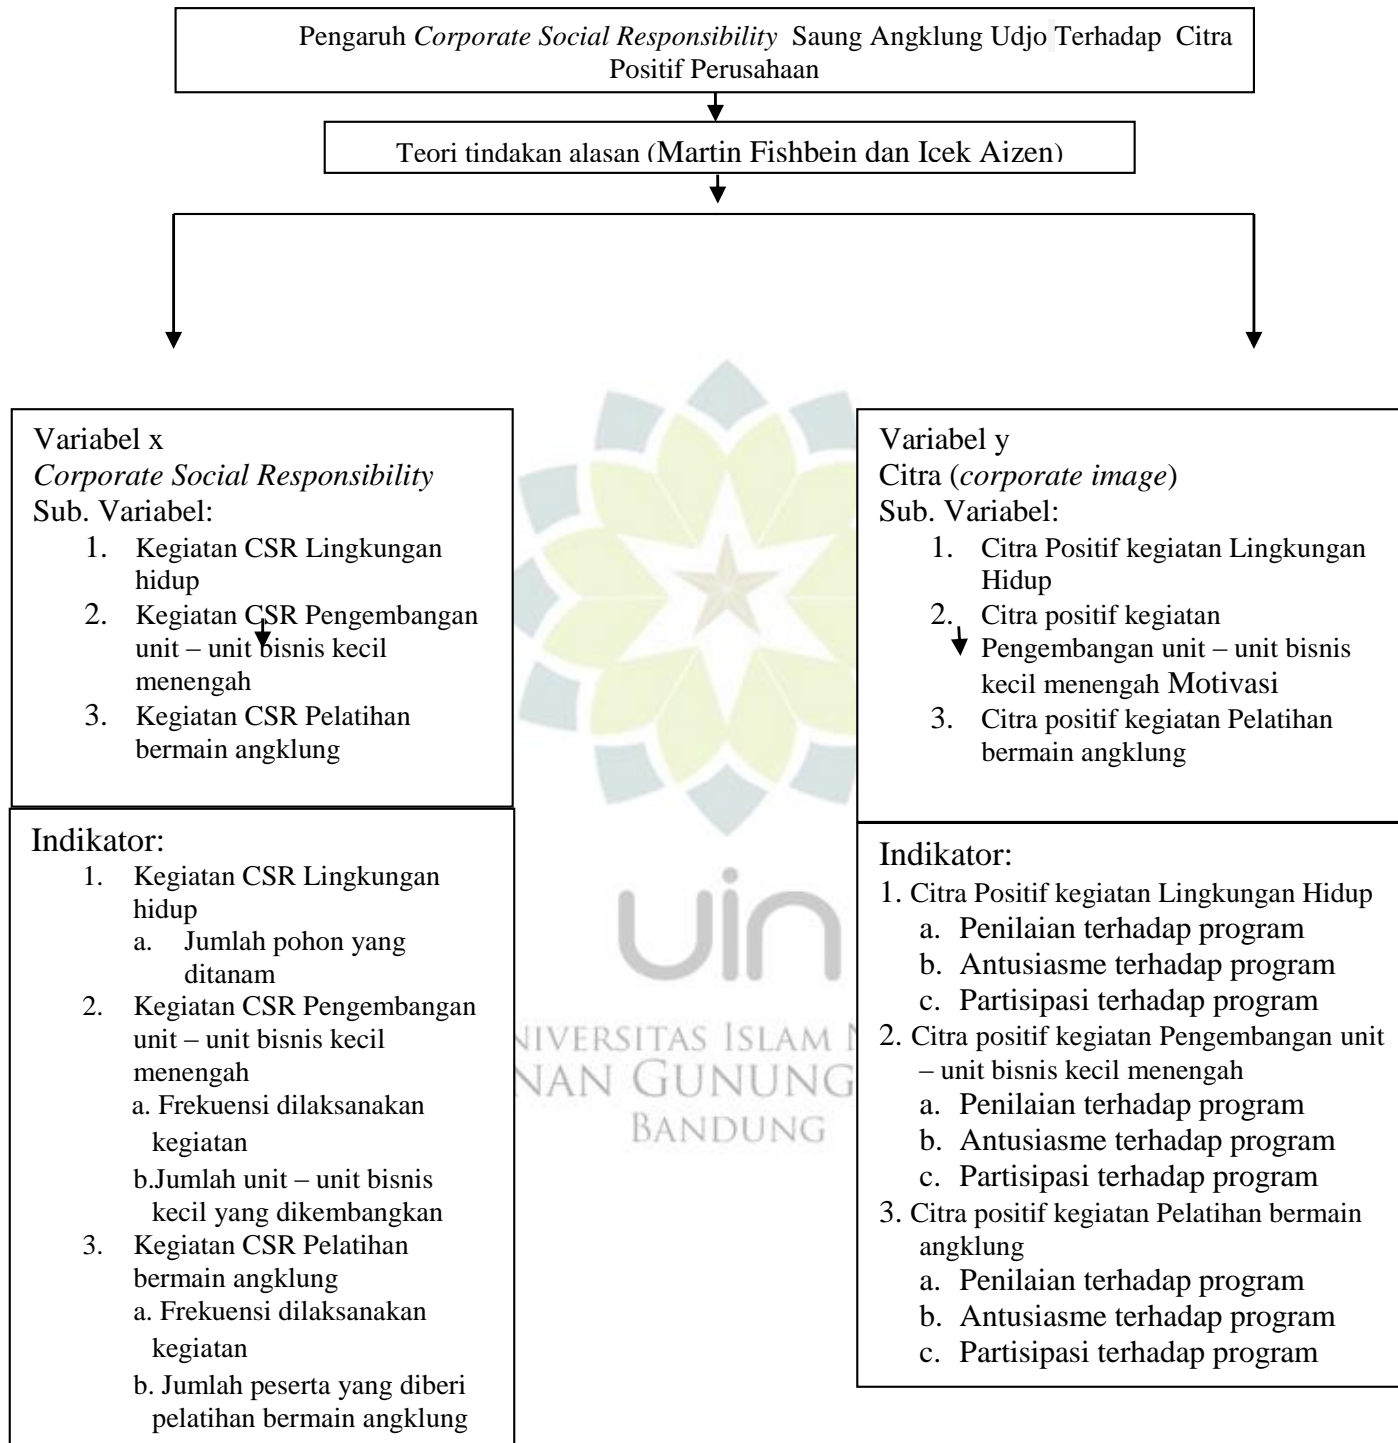 Pengaruh Corporate Social Responsibility Saung Angklung Udjo Terhadap Citra
Positif Perusahaan
Teori tindakan alasan (Martin Fishbein dan Icek Ajzen)
Variabel x
Corporate Social Responsibility
Sub. Variabel:
1. Kegiatan CSR Lingkungan
hidup
2. Kegiatan CSR Pengembangan
unit – unit bisnis kecil
menengah
3. Kegiatan CSR Pelatihan
bermain angklung
Variabel y
Citra (corporate image)
Sub. Variabel:
1. Citra Positif kegiatan Lingkungan
Hidup
2. Citra positif kegiatan
Pengembangan unit – unit bisnis
kecil menengah Motivasi
3. Citra positif kegiatan Pelatihan
bermain angklung
Indikator:
1. Kegiatan CSR Lingkungan
hidup
a. Jumlah pohon yang
ditanam
2. Kegiatan CSR Pengembangan
unit – unit bisnis kecil
menengah
a. Frekuensi dilaksanakan
kegiatan
b.Jumlah unit – unit bisnis
kecil yang dikembangkan
3. Kegiatan CSR Pelatihan
bermain angklung
a. Frekuensi dilaksanakan
kegiatan
b. Jumlah peserta yang diberi
pelatihan bermain angklung
Indikator:
1. Citra Positif kegiatan Lingkungan Hidup
a. Penilaian terhadap program
b. Antusiasme terhadap program
c. Partisipasi terhadap program
2. Citra positif kegiatan Pengembangan unit
– unit bisnis kecil menengah
a. Penilaian terhadap program
b. Antusiasme terhadap program
c. Partisipasi terhadap program
3. Citra positif kegiatan Pelatihan bermain
angklung
a. Penilaian terhadap program
b. Antusiasme terhadap program
c. Partisipasi terhadap program
uin
NIVERSITAS ISLAM N
NAN GUNUNG
BANDUNG